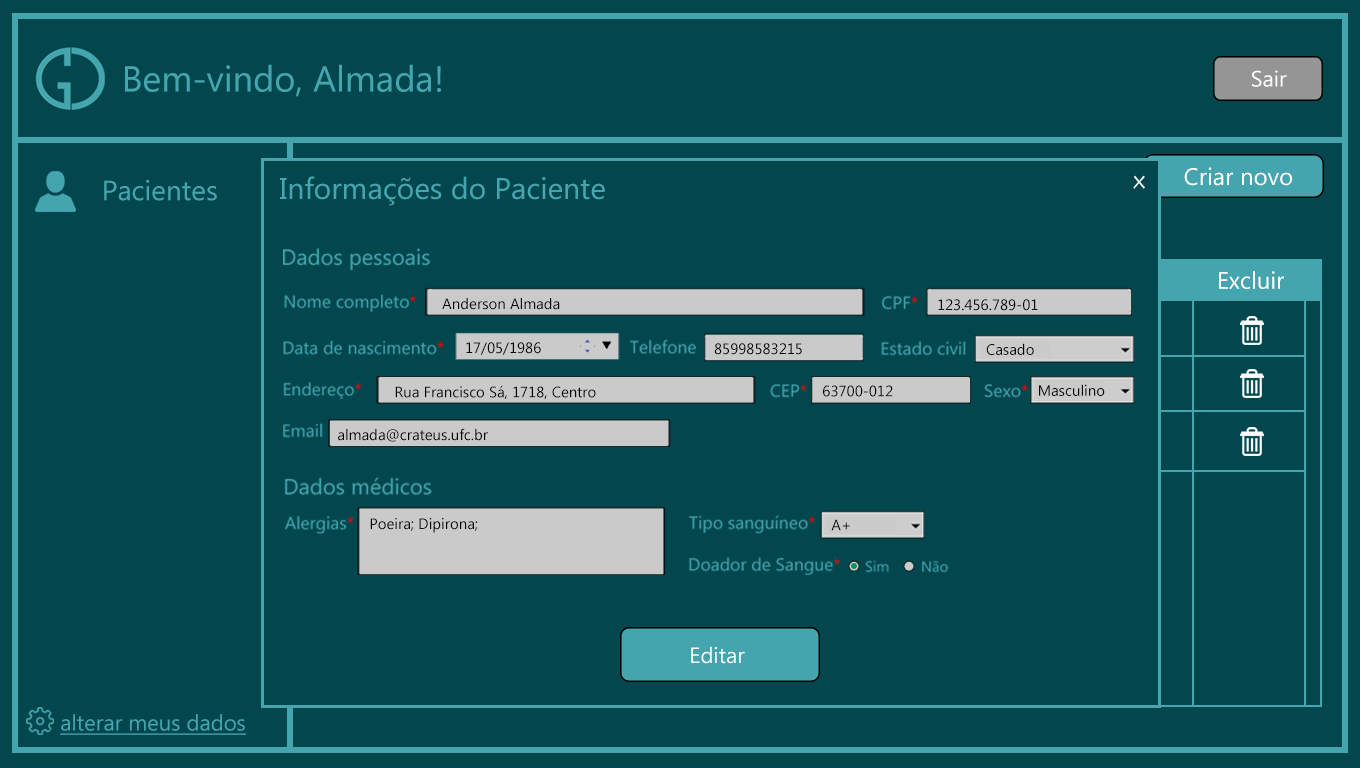 Bem-vindo, Almada!
Sair
Pacientes
Criar novo
Excluir
Informações do Paciente
X
Dados pessoais
Nome completo* Anderson Almada CPF* 123.456.789-01
Data de nascimento* 17/05/1986 Telefone 85998583215 Estado civil Casado
Endereço* Rua Francisco Sá, 1718, Centro CEP* 63700-012 Sexo* Masculino
Email almada@crateus.ufc.br
Dados médicos
Alergias* Poeira; Dipirona; Tipo sanguíneo* A+
Doador de Sangue* Sim Não
Editar
alterar meus dados